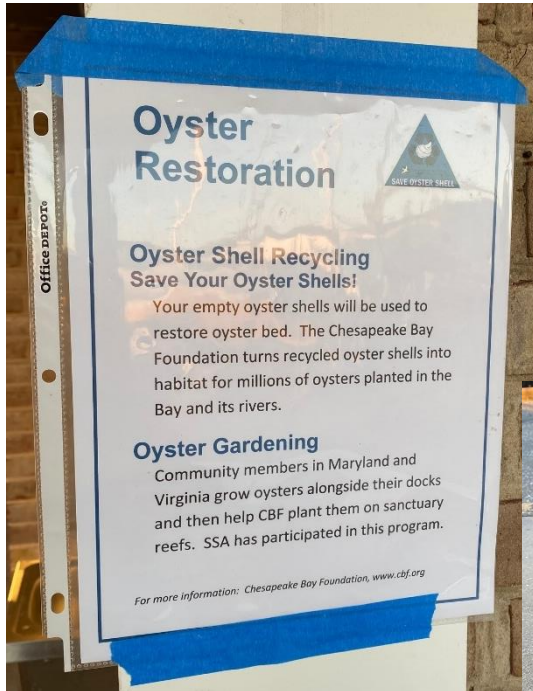 Oyster
Restoration
SAVE OYSTER SHELL
Office DEPOT®
Oyster Shell Recycling
Save Your Oyster Shells!
Your empty oyster shells will be used to
restore oyster bed. The Chesapeake Bay
Foundation turns recycled oyster shells into
habitat for millions of oysters planted in the
Bay and its rivers.
Oyster Gardening
Community members in Maryland and
Virginia grow oysters alongside their docks
and then help CBF plant them on sanctuary
reefs. SSA has participated in this program.
For more information: Chesapeake Bay Foundation, www.cbf.org